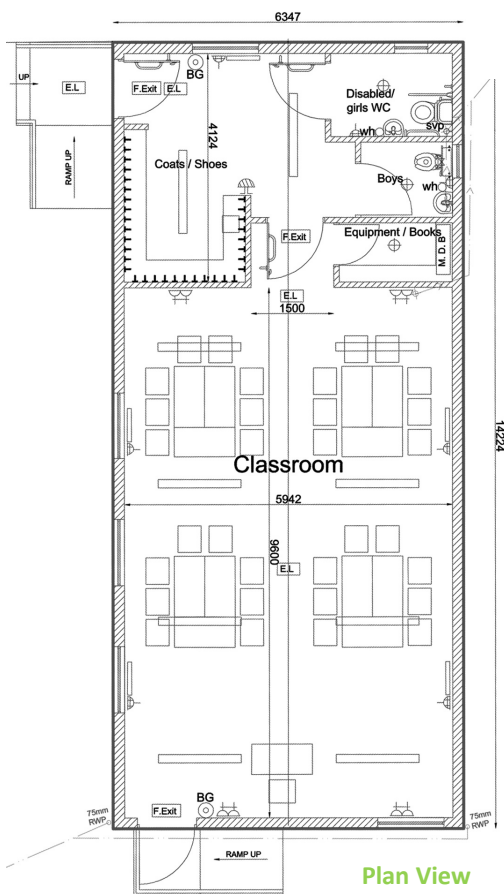 6347
UP
E.L
F.Exit
E.L
BG
Disabled/
girls WC
svp
wh
RAMP UP
4124
Coats / Shoes
Boys
wh
F.Exit
Equipment / Books
M. D. B
E.L
1500
Classroom
14224
5942
9600
E.L
75mm
RWP
F.Exit
BG
75mm
RWP
RAMP UP
Plan View